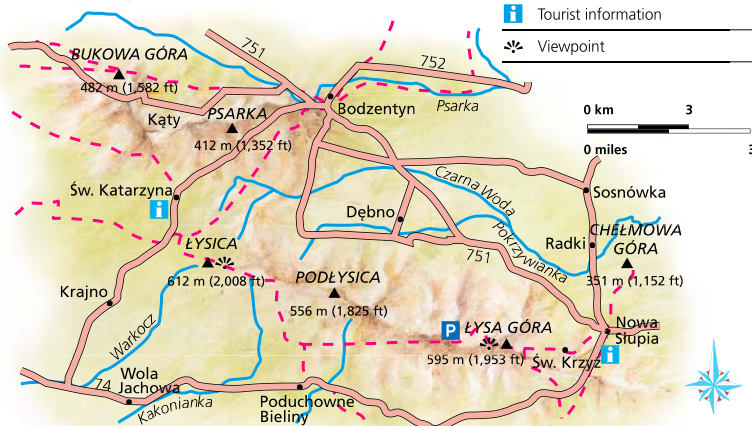 Tourist information
Viewpoint
0 km 3
0 miles 3
751
752
BUKOWA GÓRA
482 m (1,582 ft)
Kąty
PSARKA
412 m (1,352 ft)
Bodzentyn
Psarka
Św. Katarzyna
Czarna Woda
Sosnówka
Dębno
Pokrzywianka
751
Radki
CHEŁMOWA
GÓRA
351 m (1,152 ft)
ŁYSICA
612 m (2,008 ft)
PODŁYSICA
556 m (1,825 ft)
Krajno
Warkocz
P
ŁYSA GÓRA
595 m (1,953 ft)
Św. Krzyż
Nowa
Słupia
74
Wola
Jachowa
Kakonianka
Poduchowne
Bieliny